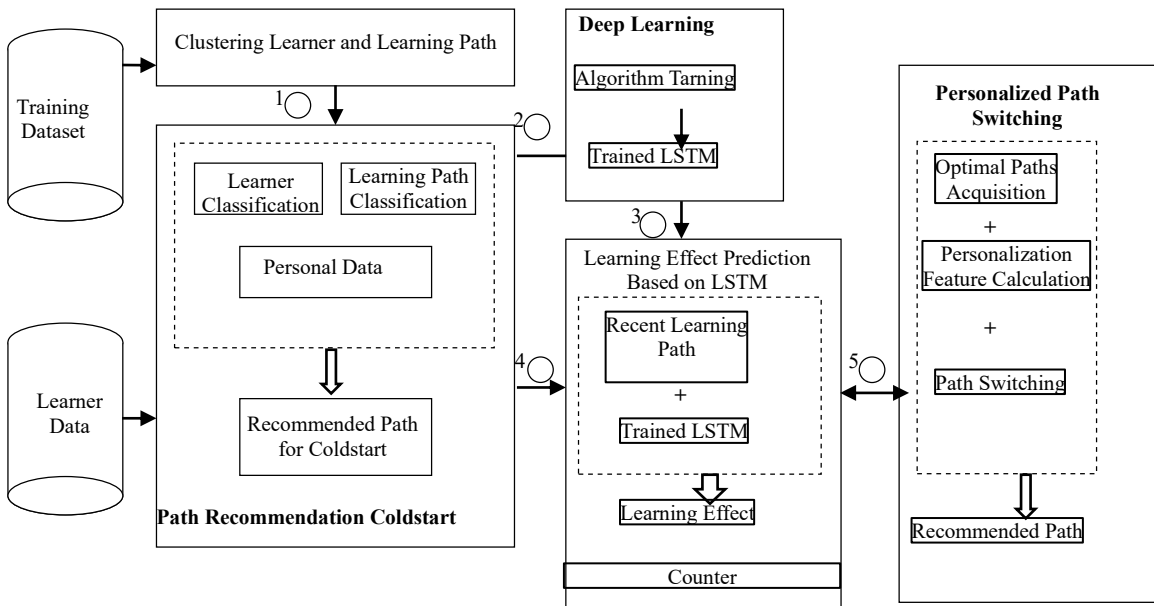 Training
Dataset
Learner
Data
Clustering Learner and Learning Path
1
Learner
Classification
Learning Path
Classification
Personal Data
Recommended Path
for Coldstart
Path Recommendation Coldstart
2
Deep Learning
Algorithm Tarning
Trained LSTM
3
4
Learning Effect Prediction
Based on LSTM
Recent Learning
Path
+
Trained LSTM
Learning Effect
Counter
5
Personalized Path
Switching
Optimal Paths
Acquisition
+
Personalization
Feature Calculation
+
Path Switching
Recommended Path